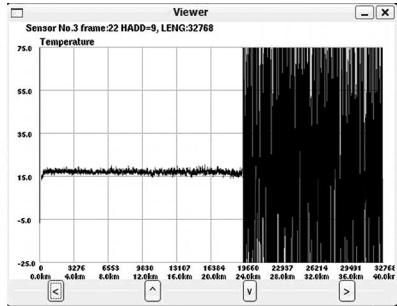 Viewer
Sensor No.3 frame:22 HADD=9, LENG:32768
Temperature
75.0
55.0
35.0
15.0
-5.0
-25.0
0 3276 6553 9830 13107 16384 19660 22937 26214 29491 32768
0.0km 4.0km 8.0km 12.0km 16.0km 20.0km 24.0km 28.0km 32.0km 36.0km 40.0km
< ^ v >